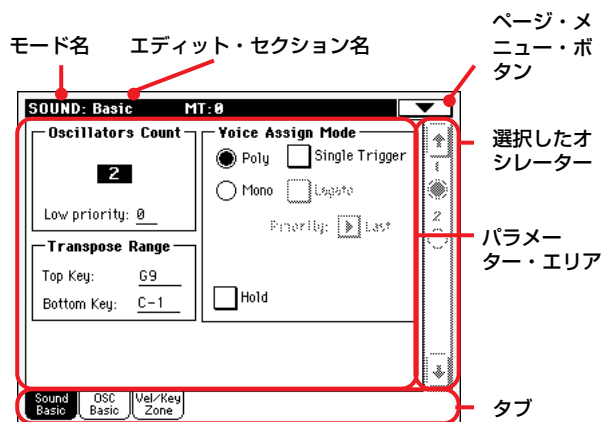 モード名
エディット・セクション名
ページ・メ
ニュー・ボ
タン
SOUND: Basic MT:0
Oscillators Count
2
Low priority: 0
Transpose Range
Top Key: G9
Bottom Key: C-1
Voice Assign Mode
Poly Single Trigger
Mono Legato
Priority: Last
Hold
1
2
選択したオ
シレーター
パラメー
ター・エリア
Sound
Basic
OSC
Basic
Vel/Key
Zone
タブ